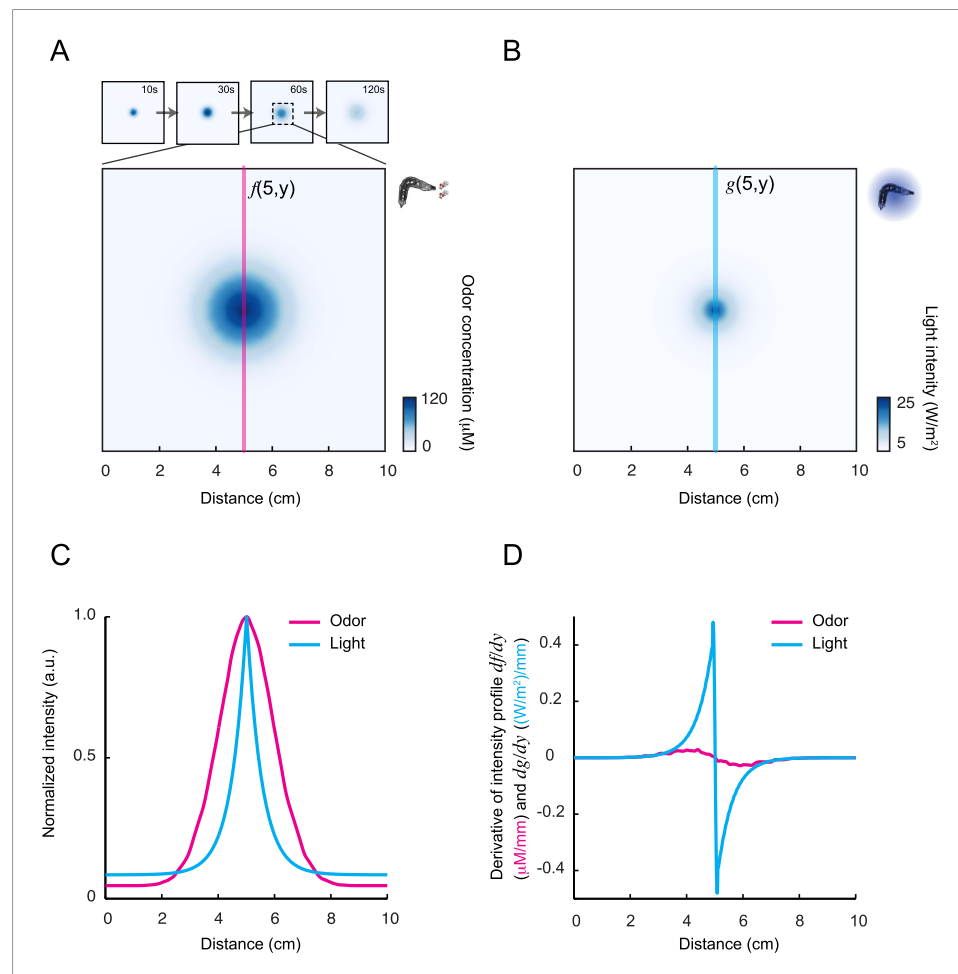 A
10s
30s
60s
120s
f(5,y)
Odor concentration (μM)
120
0
0 2 4 6 8 10
Distance (cm)
B
g(5,y)
Light intenity (W/m²)
25
5
0 2 4 6 8 10
Distance (cm)
C
Normalized intensity (a.u.)
1.0
0.5
0
Odor
Light
0 2 4 6 8 10
Distance (cm)
D
Derivative of intensity profile df/dy
(μM/mm) and dg/dy ((W/m²)/mm)
0.4
0.2
0
-0.2
-0.4
Odor
Light
0 2 4 6 8 10
Distance (cm)